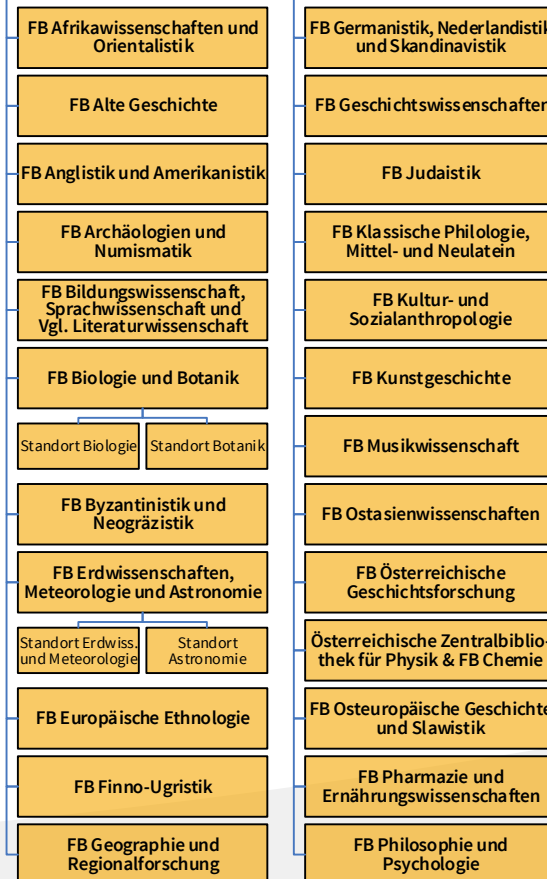 FB Afrikawissenschaften und
Orientalistik
FB Alte Geschichte
FB Anglistik und Amerikanistik
FB Archäologien und
Numismatik
FB Bildungswissenschaft,
Sprachwissenschaft und
Vgl. Literaturwissenschaft
FB Biologie und Botanik
Standort Biologie
Standort Botanik
FB Byzantinistik und
Neogräzistik
FB Erdwissenschaften,
Meteorologie und Astronomie
Standort Erdwiss.
und Meteorologie
Standort
Astronomie
FB Europäische Ethnologie
FB Finno-Ugristik
FB Geographie und
Regionalforschung
FB Germanistik, Nederlandistik
und Skandinavistik
FB Geschichtswissenschaften
FB Judaistik
FB Klassische Philologie,
Mittel- und Neulatein
FB Kultur- und
Sozialanthropologie
FB Kunstgeschichte
FB Musikwissenschaft
FB Ostasienwissenschaften
FB Österreichische
Geschichtsforschung
Österreichische Zentralbiblio-
thek für Physik & FB Chemie
FB Osteuropäische Geschichte
und Slawistik
FB Pharmazie und
Ernährungswissenschaften
FB Philosophie und
Psychologie